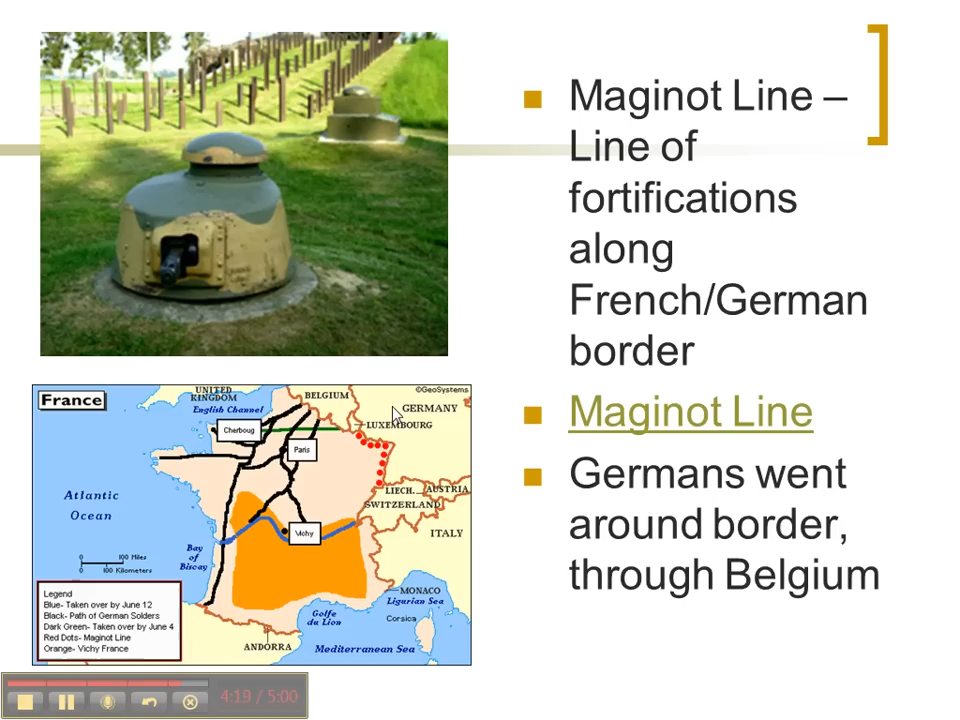 Maginot Line –
Line of
fortifications
along
French/German
border
Maginot Line
Germans went
around border,
through Belgium
©GeoSystems
France
UNITED
KINGDOM
BELGIUM
English Channel
GERMANY
LUXEMBOURG
Cherboug
Paris
Atlantic
Ocean
LIECH.
AUSTRIA
SWITZERLAND
ITALY
Vichy
Bay
of
Biscay
0 100 Miles
0 100 Kilometers
MONACO
Ligurian Sea
Corsica
Golfe
du Lion
ANDORRA
Mediterranean Sea
Legend
Blue- Taken over by June 12
Black- Path of German Solders
Dark Green- Taken over by June 4
Red Dots- Maginot Line
Orange- Vichy France
4:19 / 5:00